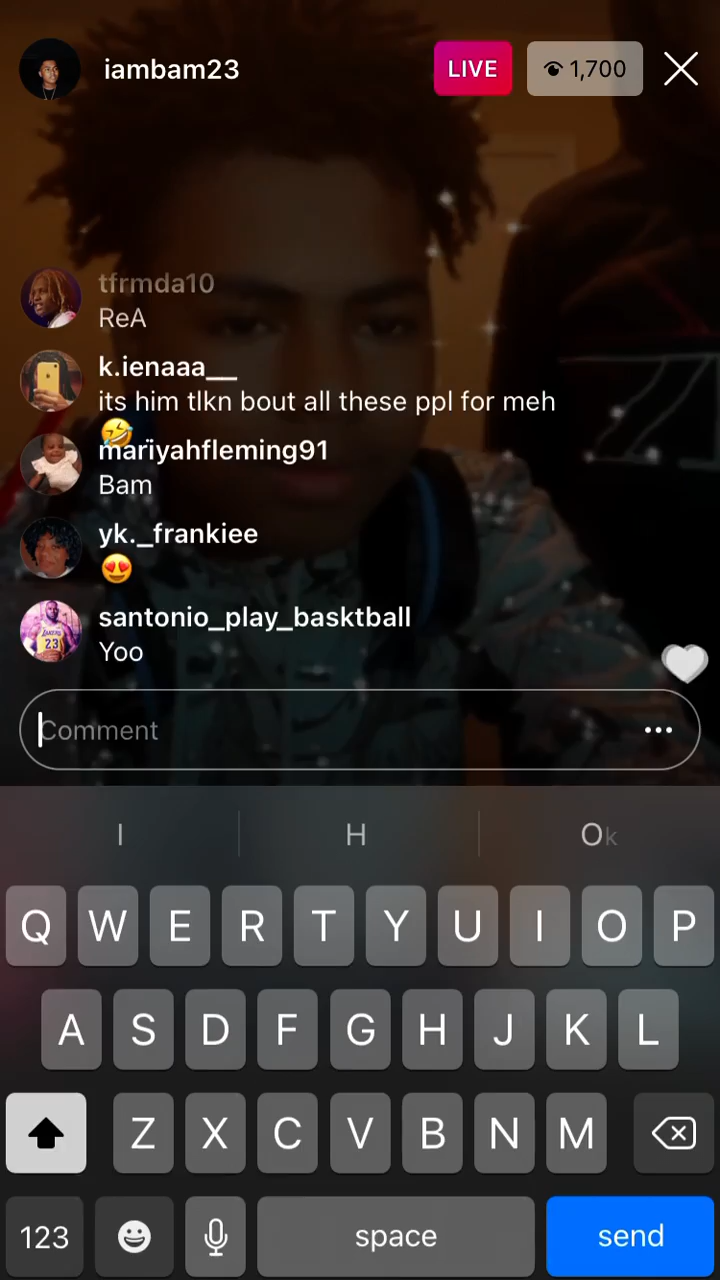 iambam23
LIVE
1,700
tfrmda10
ReA
k.ienaaa__
its him tlkn bout all these ppl for meh
🤣
mariyahfleming91
Bam
yk._frankiee
😍
santonio_play_basktball
Yoo
Comment
I H Ok
Q W E R T Y U I O P
A S D F G H J K L
Z X C V B N M
123 space send